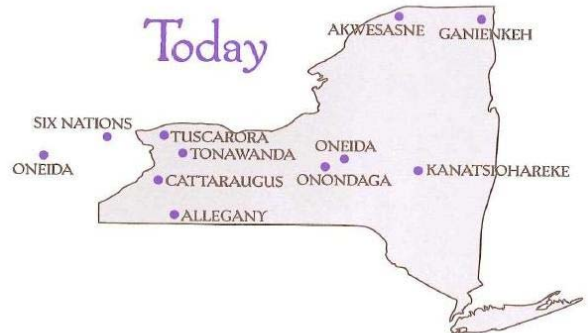 Today
AKWESASNE
GANIENKEH
SIX NATIONS
TUSCARORA
ONEIDA
ONEIDA
TONAWANDA
CATTARAUGUS
ONONDAGA
KANATSIOHAREKE
ALLEGANY